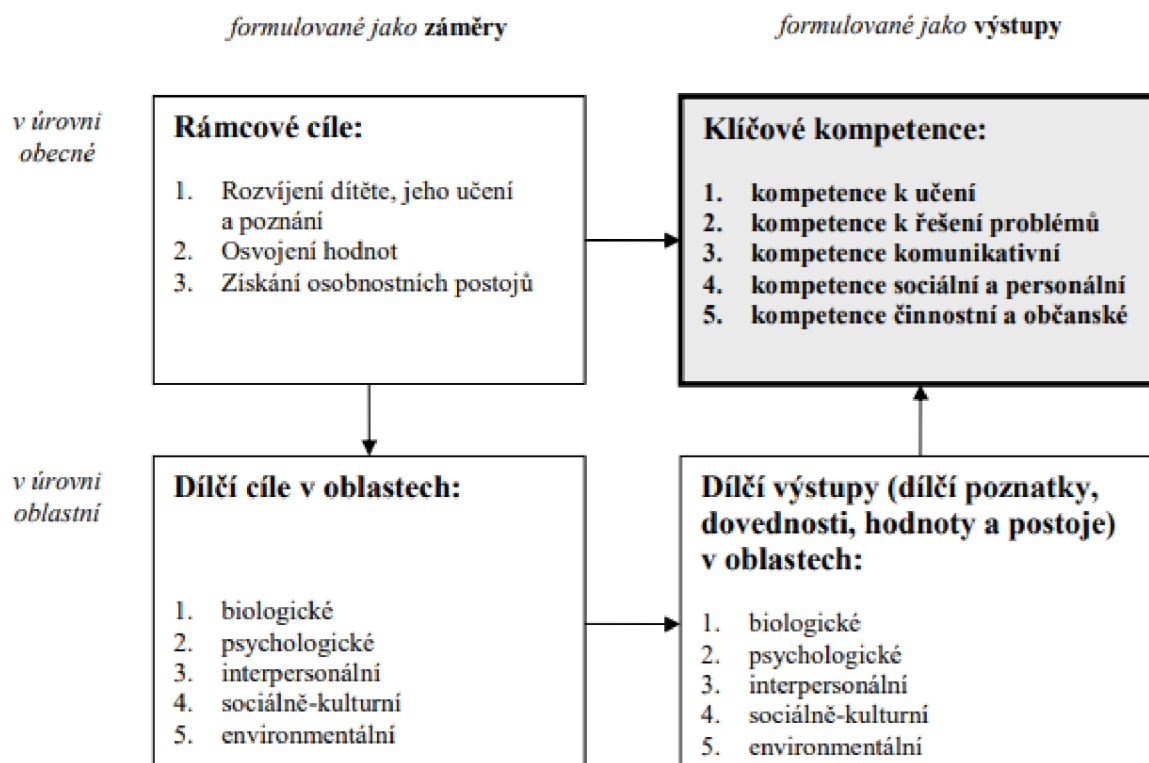 formulované jako záměry
formulované jako výstupy
v úrovni
obecné
Rámcové cíle:
1. Rozvíjení dítěte, jeho učení
a poznání
2. Osvojení hodnot
3. Získání osobnostních postojů
Klíčové kompetence:
1. kompetence k učení
2. kompetence k řešení problémů
3. kompetence komunikativní
4. kompetence sociální a personální
5. kompetence činnostní a občanské
v úrovni
oblastní
Dílčí cíle v oblastech:
1. biologické
2. psychologické
3. interpersonální
4. sociálně-kulturní
5. environmentální
Dílčí výstupy (dílčí poznatky,
dovednosti, hodnoty a postoje)
v oblastech:
1. biologické
2. psychologické
3. interpersonální
4. sociálně-kulturní
5. environmentální